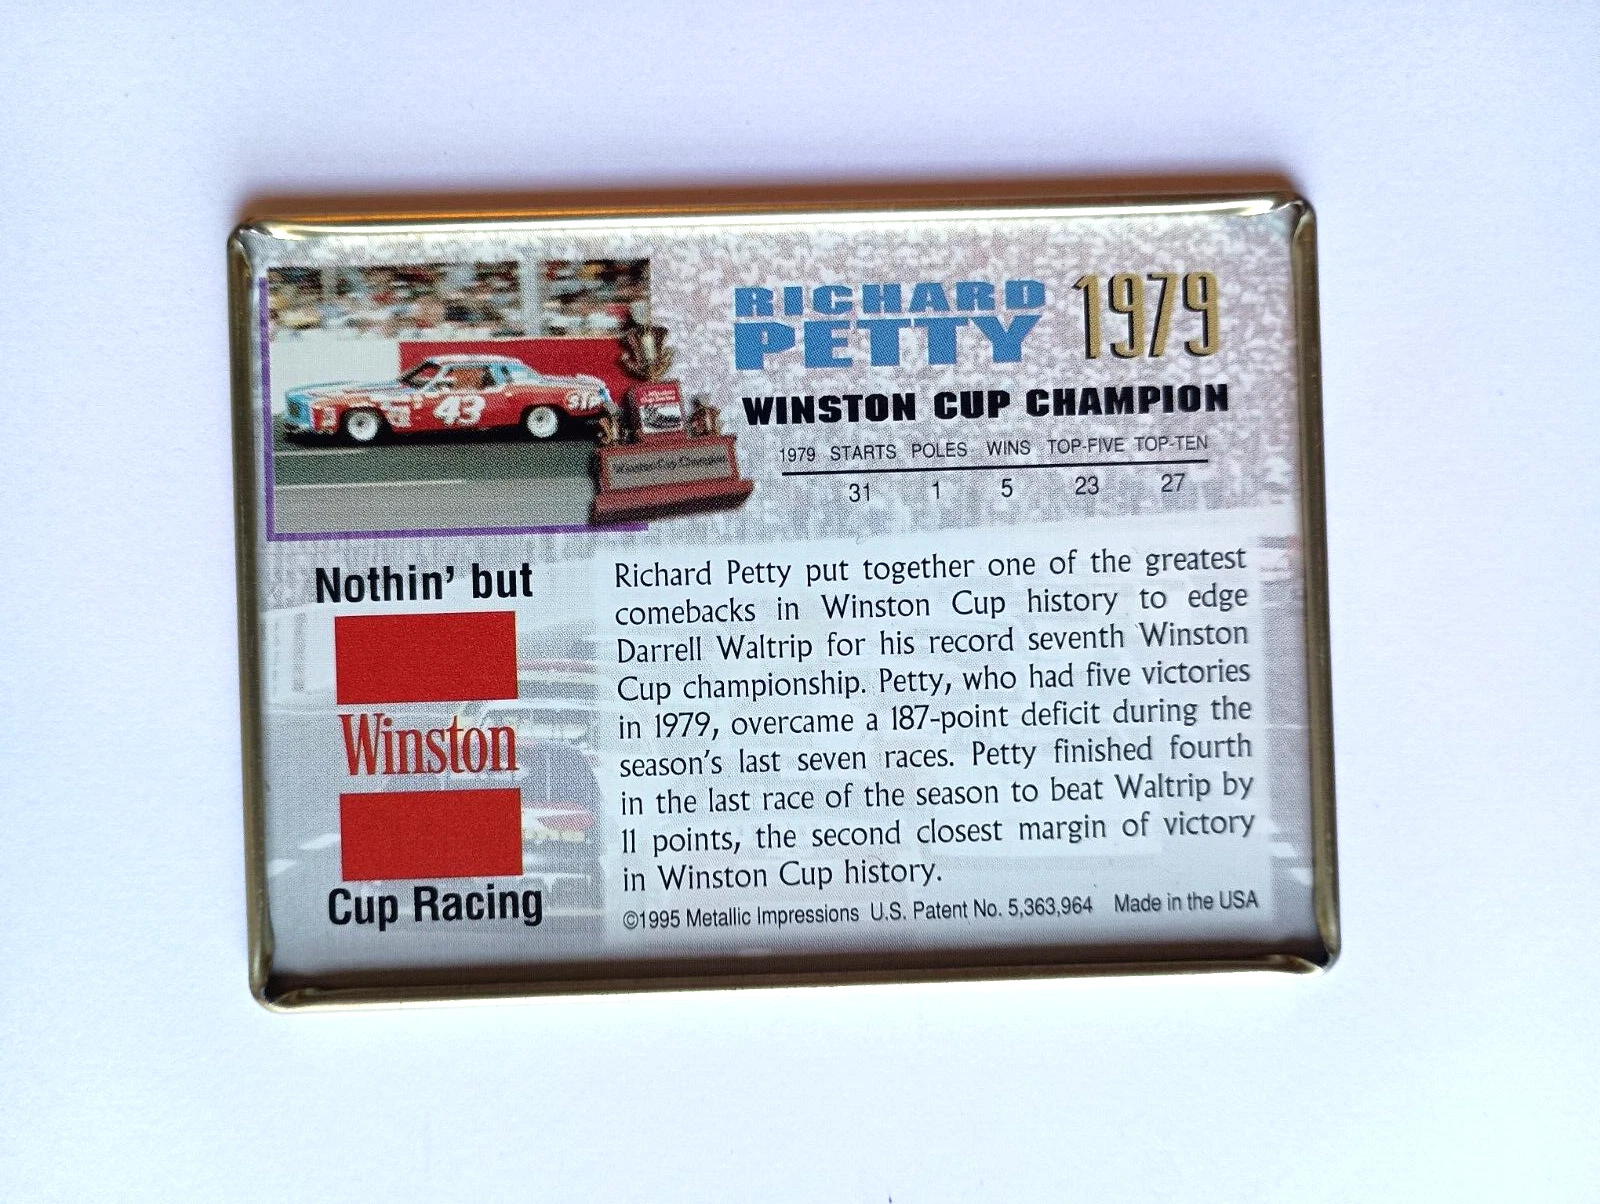 RICHARD
PETTY 1979
WINSTON CUP CHAMPION
1979 STARTS POLES WINS TOP-FIVE TOP-TEN
31 1 5 23 27
43
STP
Winston Cup Champion
Nothin' but
Winston
Cup Racing
Richard Petty put together one of the greatest
comebacks in Winston Cup history to edge
Darrell Waltrip for his record seventh Winston
Cup championship. Petty, who had five victories
in 1979, overcame a 187-point deficit during the
season's last seven races. Petty finished fourth
in the last race of the season to beat Waltrip by
11 points, the second closest margin of victory
in Winston Cup history.
©1995 Metallic Impressions U.S. Patent No. 5,363,964 Made in the USA